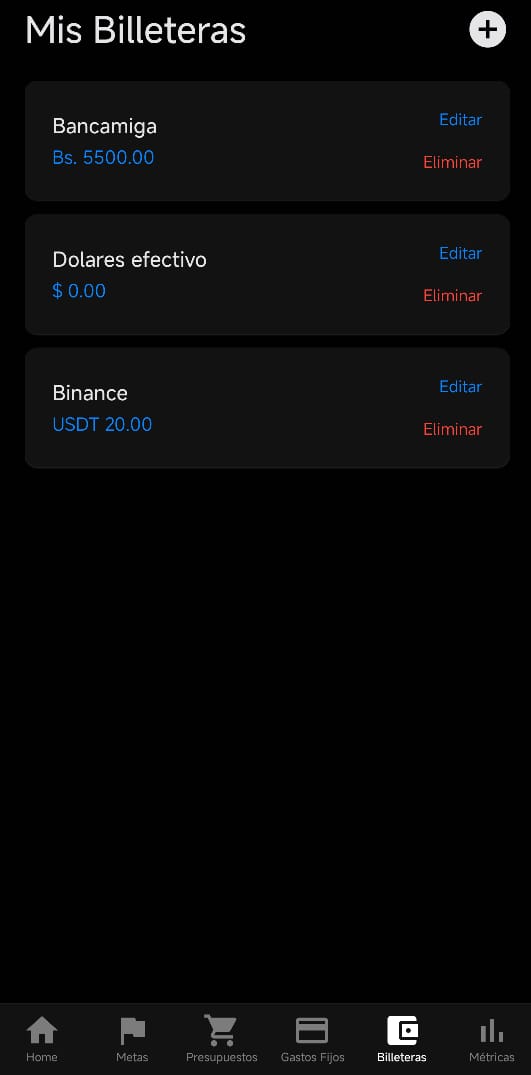 Mis Billeteras
Bancamiga
Bs. 5500.00
Editar
Eliminar
Dolares efectivo
$ 0.00
Editar
Eliminar
Binance
USDT 20.00
Editar
Eliminar
Home
Metas
Presupuestos
Gastos Fijos
Billeteras
Métricas